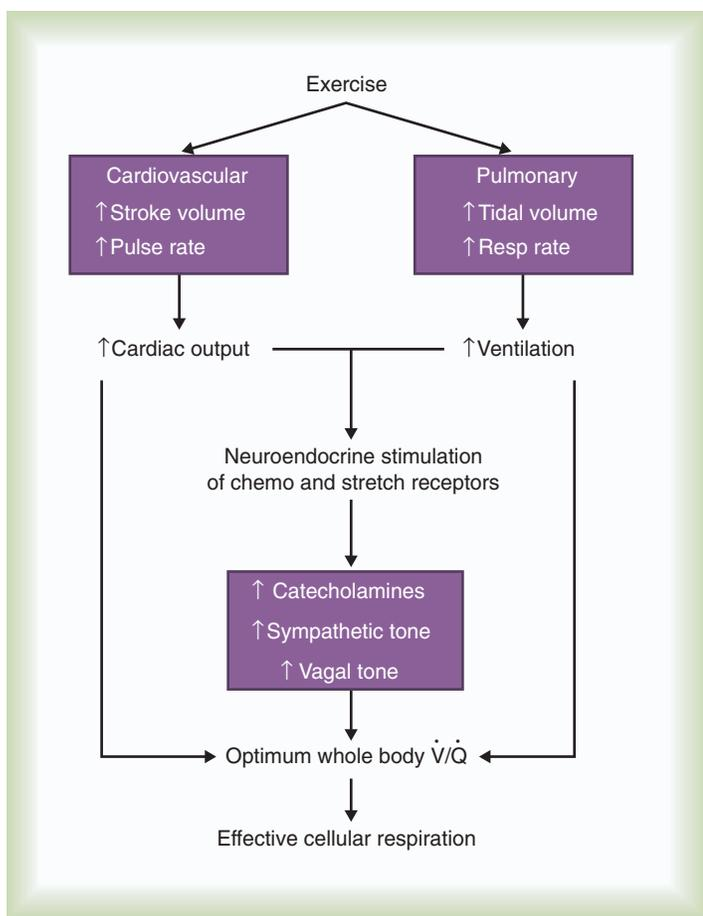 Exercise
Cardiovascular
↑Stroke volume
↑Pulse rate
Pulmonary
↑Tidal volume
↑Resp rate
↑Cardiac output
↑Ventilation
Neuroendocrine stimulation
of chemo and stretch receptors
↑ Catecholamines
↑Sympathetic tone
↑ Vagal tone
Optimum whole body V̇/Q̇
Effective cellular respiration